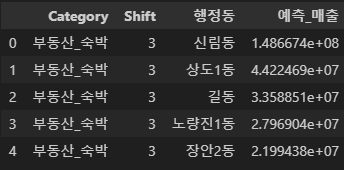 Category Shift 행정동 예측_매출
0 부동산_숙박 3 신림동 1.486674e+08
1 부동산_숙박 3 상도1동 4.422469e+07
2 부동산_숙박 3 길동 3.358851e+07
3 부동산_숙박 3 노량진1동 2.796904e+07
4 부동산_숙박 3 장안2동 2.199438e+07